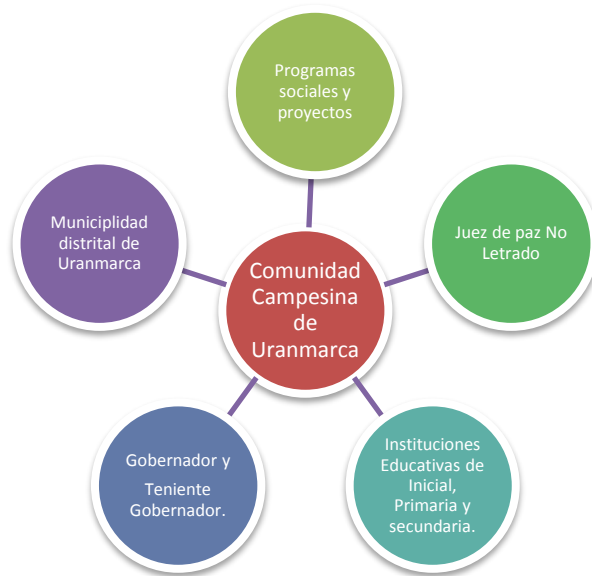 Programas
sociales y
proyectos
Municiplidad
distrital de
Uranmarca
Juez de paz No
Letrado
Comunidad
Campesina
de
Uranmarca
Gobernador y
Teniente
Gobernador.
Instituciones
Educativas de
Inicial,
Primaria y
secundaria.